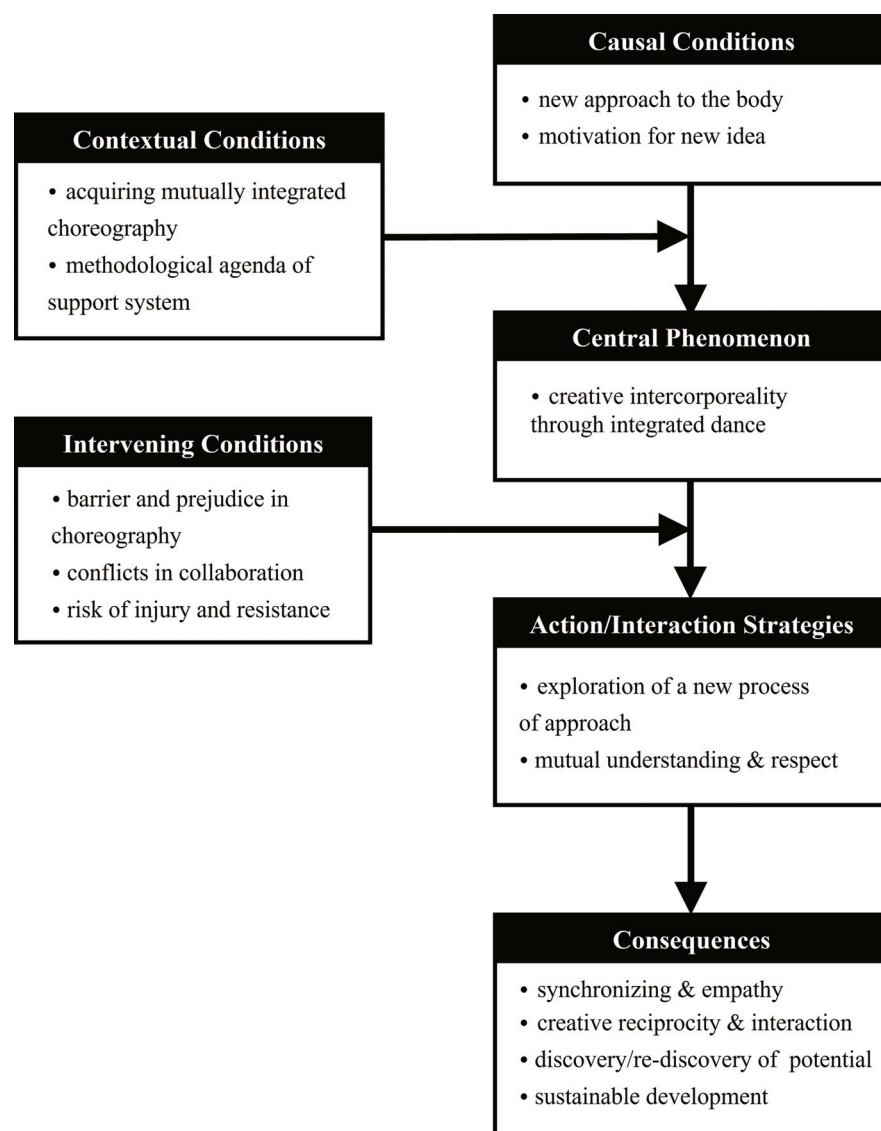 Causal Conditions
• new approach to the body
• motivation for new idea
Contextual Conditions
• acquiring mutually integrated
choreography
• methodological agenda of
support system
Central Phenomenon
• creative intercorporeality
through integrated dance
Intervening Conditions
• barrier and prejudice in
choreography
• conflicts in collaboration
• risk of injury and resistance
Action/Interaction Strategies
• exploration of a new process
of approach
• mutual understanding & respect
Consequences
• synchronizing & empathy
• creative reciprocity & interaction
• discovery/re-discovery of potential
• sustainable development